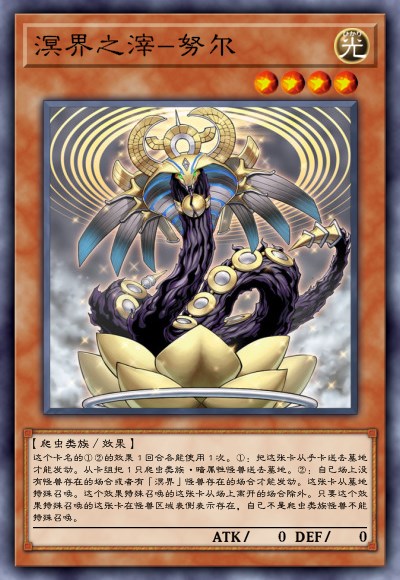 溟界之滓-努尔
光
【爬虫类族／效果】
这个卡名的①②的效果1回合各能使用1次。①：把这张卡从手卡送去墓地
才能发动。从卡组把1只爬虫类族·暗属性怪兽送去墓地。②：自己场上没
有怪兽存在的场合或者有「溟界」怪兽存在的场合才能发动。这张卡从墓地
特殊召唤。这个效果特殊召唤的这张卡从场上离开的场合除外。只要这个效
果特殊召唤的这张卡在怪兽区域表侧表示存在，自己不是爬虫类族怪兽不能
特殊召唤。
ATK/ 0 DEF/ 0